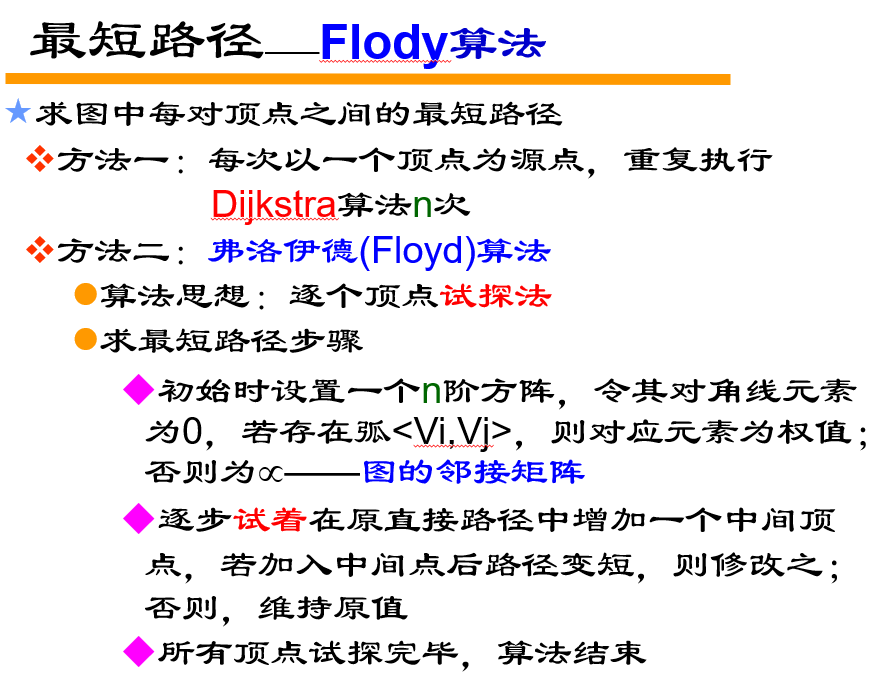 最短路径——Flody算法
求图中每对顶点之间的最短路径
方法一：每次以一个顶点为源点，重复执行
Dijkstra算法n次
方法二：弗洛伊德(Floyd)算法
算法思想：逐个顶点试探法
求最短路径步骤
初始时设置一个n阶方阵，令其对角线元素
为0，若存在弧<Vi,Vj>，则对应元素为权值；
否则为∞——图的邻接矩阵
逐步试着在原直接路径中增加一个中间顶
点，若加入中间点后路径变短，则修改之；
否则，维持原值
所有顶点试探完毕，算法结束